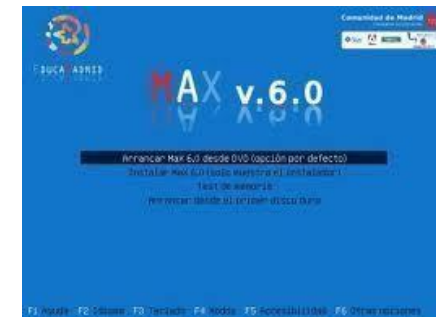 Comunidad de Madrid
EDUCAMADRID
MAX v.6.0
Arrancar Max 6.0 desde DVD (opción por defecto)
Instalar Max 6.0 (solo muestra el instalador)
Test de memoria
Arrancar desde el primer disco duro
F1 Ayuda F2 Idioma F3 Teclado F4 Modos F5 Accesibilidad F6 Otras opciones